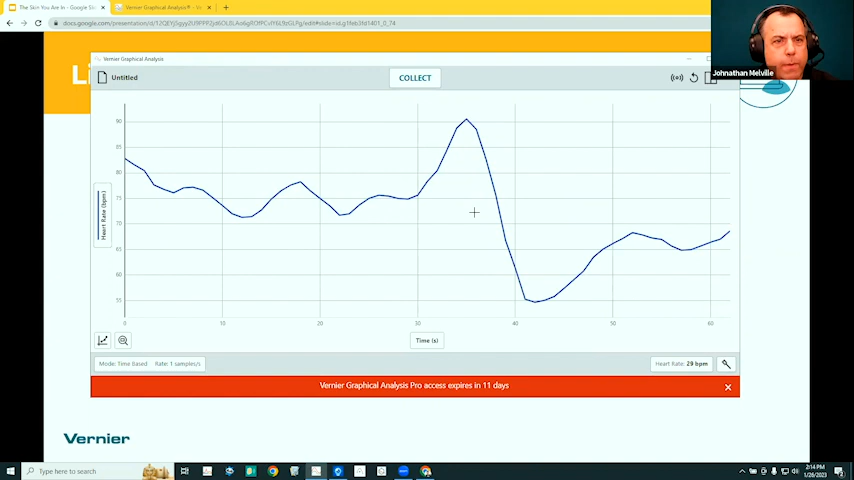 The Skin You Are In - Google Sli
Vernier Graphical Analysis®
docs.google.com
Johnathan Melville
Vernier Graphical Analysis
Untitled
COLLECT
90
85
80
75
70
65
60
55
Heart Rate (bpm)
0
10
20
30
40
50
60
Time (s)
Mode: Time Based Rate: 1 samples/s
Heart Rate: 29 bpm
Vernier Graphical Analysis Pro access expires in 11 days
Vernier
Type here to search
2:14 PM
1/26/2023